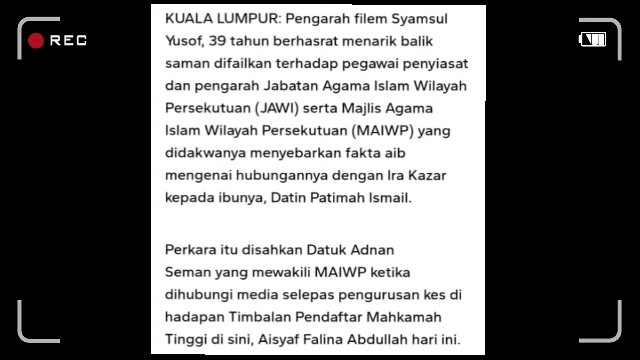 REC
KUALA LUMPUR: Pengarah filem Syamsul
Yusof, 39 tahun berhasrat menarik balik
saman difailkan terhadap pegawai penyiasat
dan pengarah Jabatan Agama Islam Wilayah
Persekutuan (JAWI) serta Majlis Agama
Islam Wilayah Persekutuan (MAIWP) yang
didakwanya menyebarkan fakta aib
mengenai hubungannya dengan Ira Kazar
kepada ibunya, Datin Patimah Ismail.
Perkara itu disahkan Datuk Adnan
Seman yang mewakili MAIWP ketika
dihubungi media selepas pengurusan kes di
hadapan Timbalan Pendaftar Mahkamah
Tinggi di sini, Aisyaf Falina Abdullah hari ini.